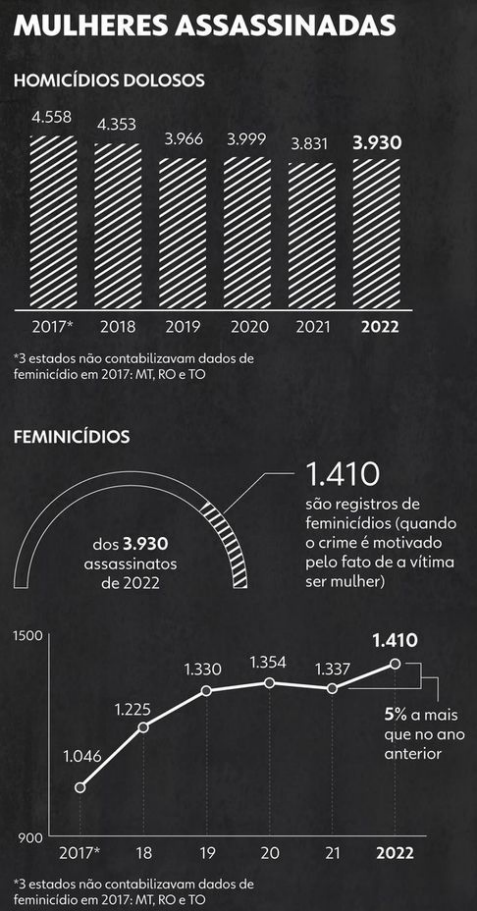 MULHERES ASSASSINADAS
HOMICÍDIOS DOLOSOS
4.558
4.353
3.966
3.999
3.831
3.930
2017*
2018
2019
2020
2021
2022
*3 estados não contabilizavam dados de
feminicídio em 2017: MT, RO e TO
FEMINICÍDIOS
dos 3.930
assassinatos
de 2022
1.410
são registros de
feminicídios (quando
o crime é motivado
pelo fato de a vítima
ser mulher)
1500
1.046
1.225
1.330
1.354
1.337
1.410
5% a mais
que no ano
anterior
900
2017*
18
19
20
21
2022
*3 estados não contabilizavam dados de
feminicídio em 2017: MT, RO e TO